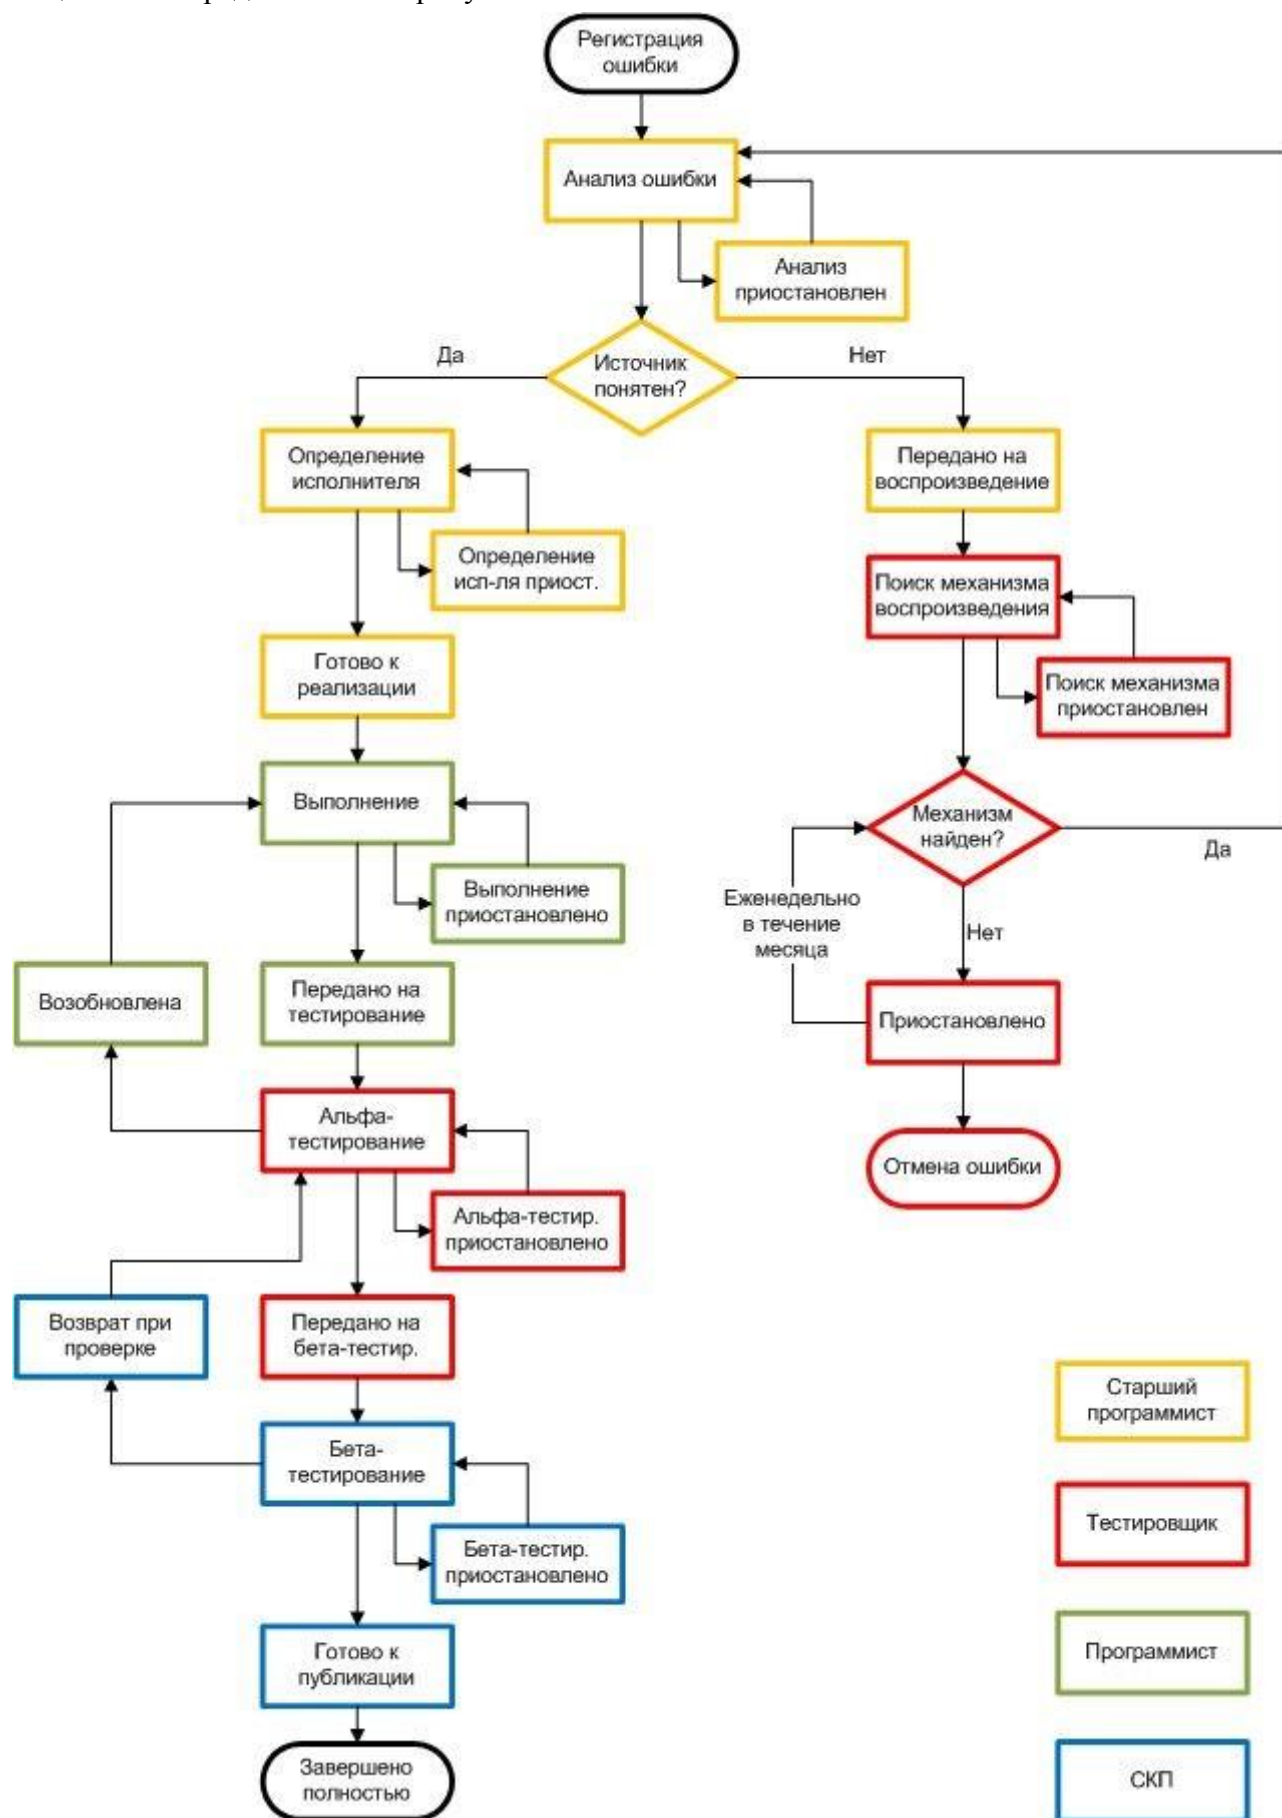 Регистрация
ошибки
Анализ ошибки
Анализ
приостановлен
Источник
понятен?
Да
Нет
Определение
исполнителя
Передано на
воспроизведение
Определение
исп-ля приост.
Поиск механизма
воспроизведения
Готово к
реализации
Поиск механизма
приостановлен
Выполнение
Механизм
найден?
Да
Выполнение
приостановлено
Еженедельно
в течение
месяца
Нет
Возобновлена
Передано на
тестирование
Приостановлено
Альфа-
тестирование
Отмена ошибки
Альфа-тестир.
приостановлено
Возврат при
проверке
Передано на
бета-тестир.
Старший
программист
Бета-
тестирование
Тестировщик
Бета-тестир.
приостановлено
Готово к
публикации
Программист
Завершено
полностью
СКП